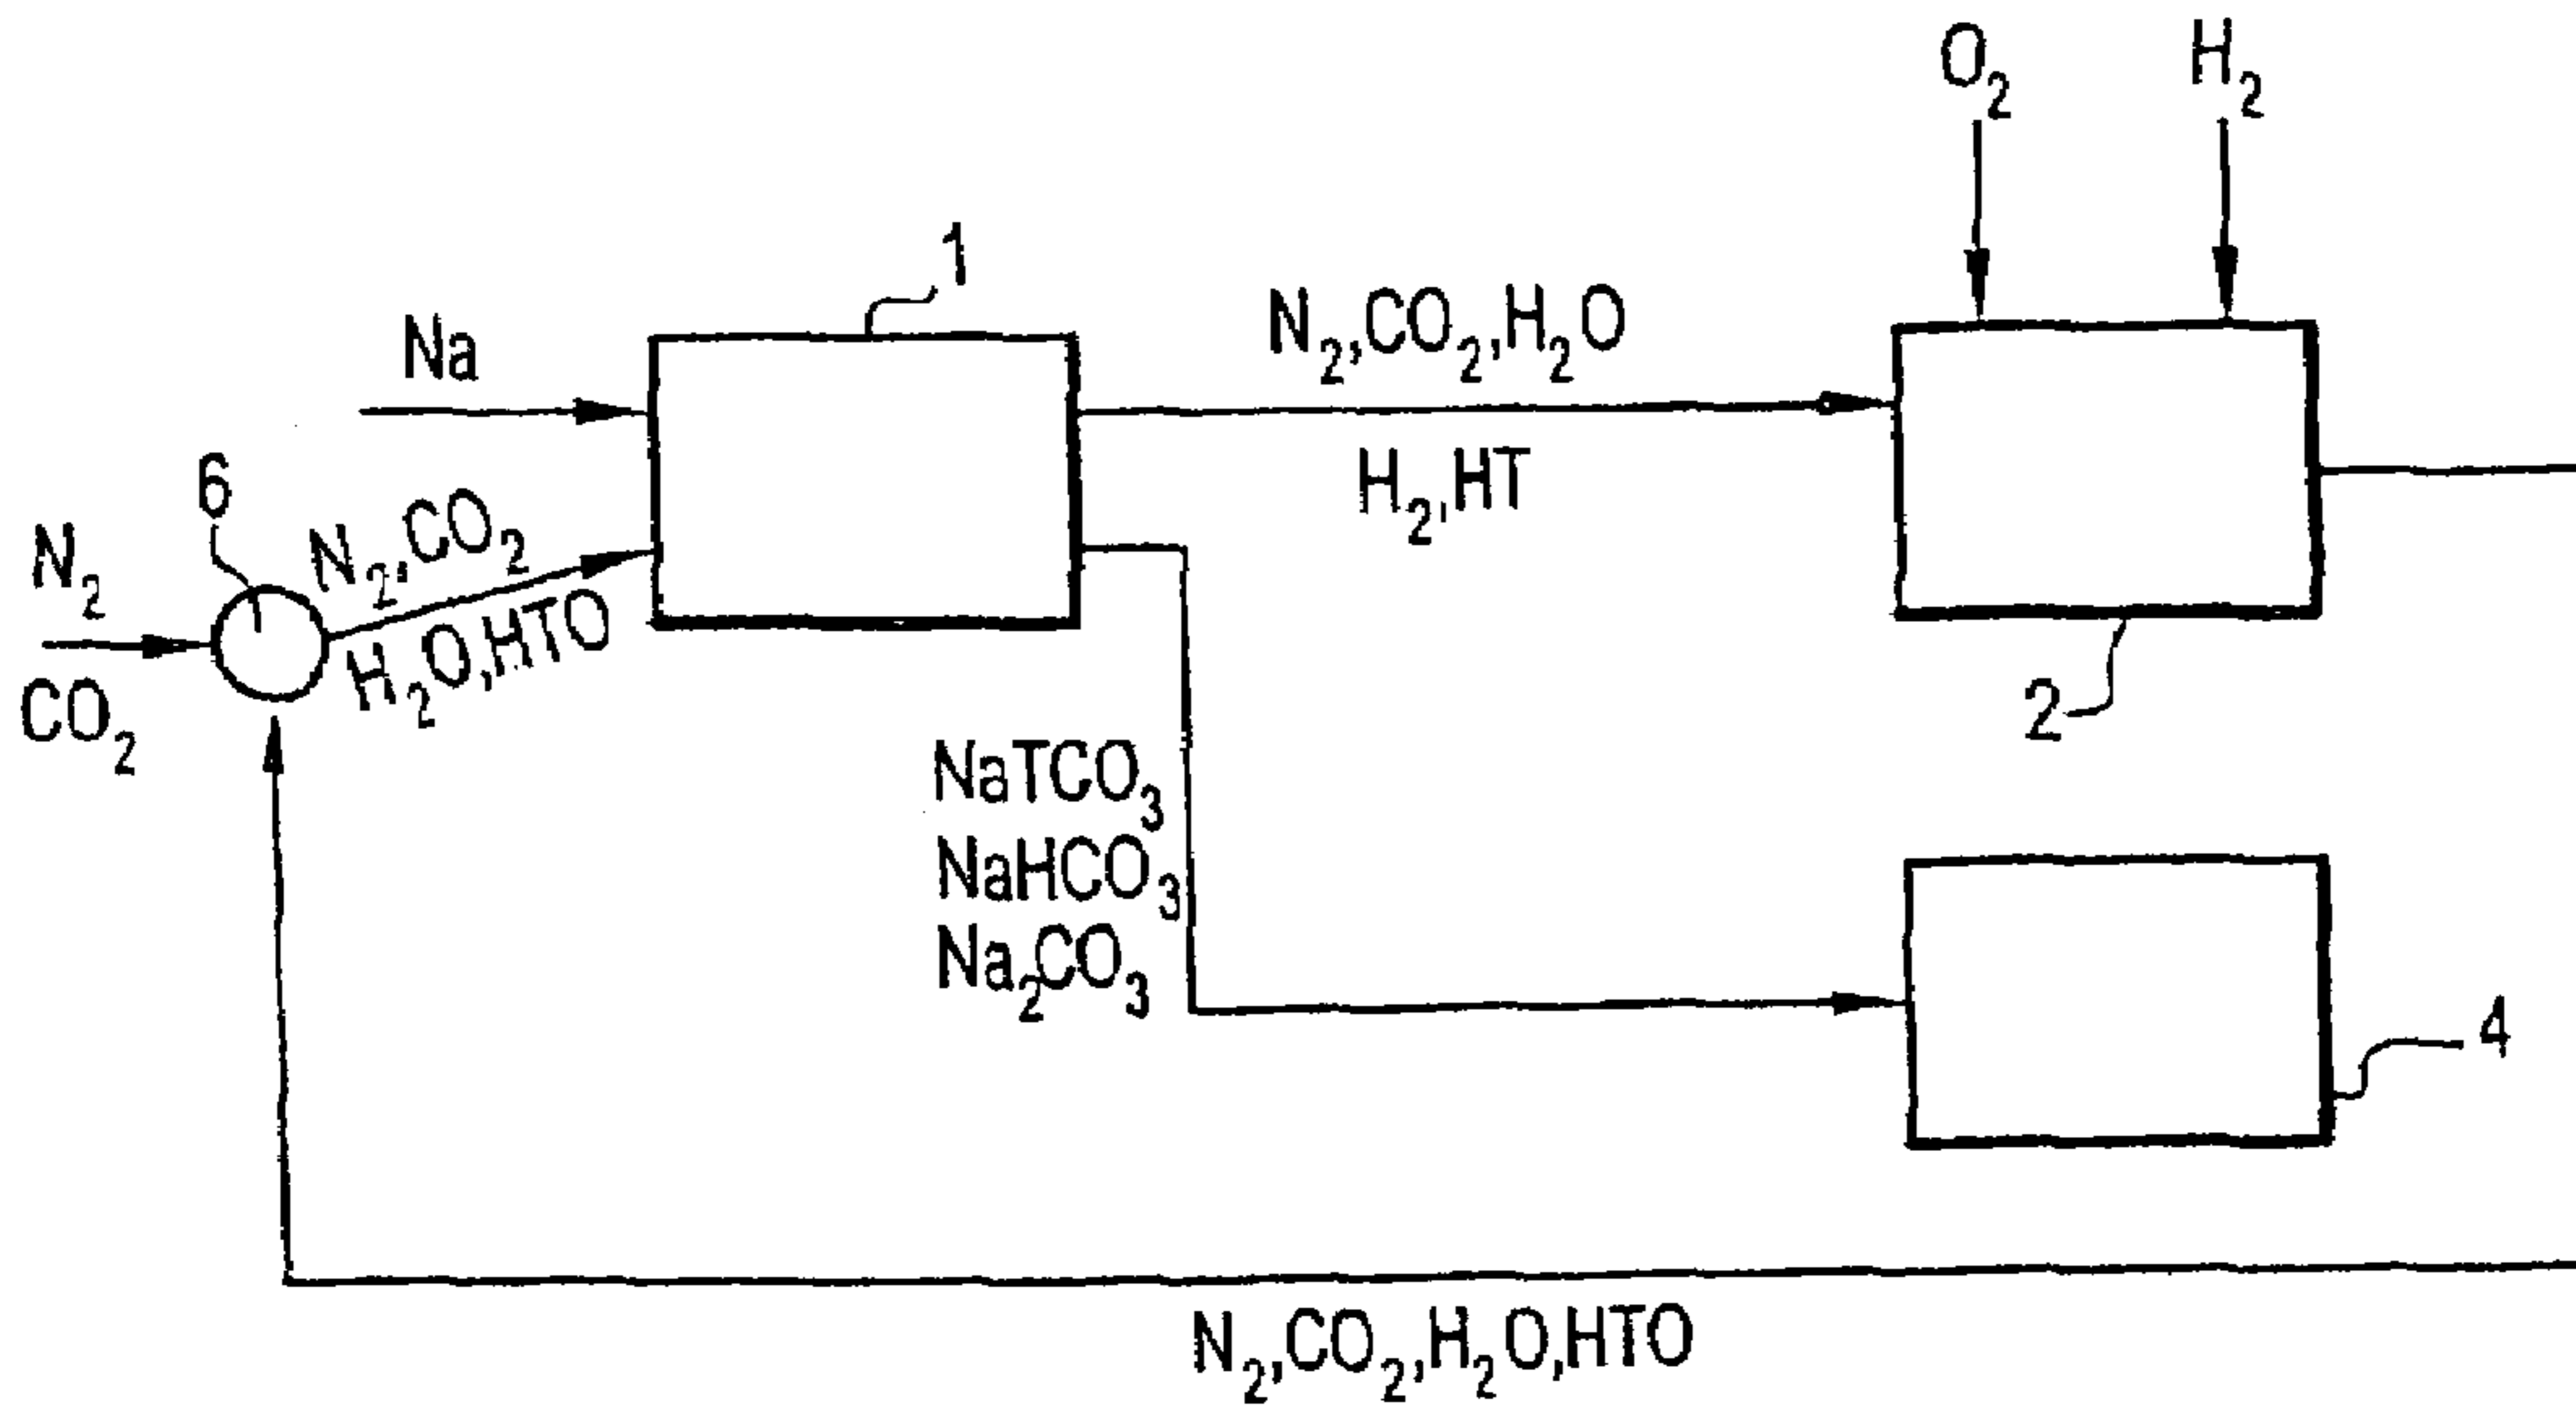 O₂
H₂
1
Na
N₂,CO₂,H₂O
H₂,HT
6
N₂
CO₂
N₂,CO₂
H₂O,HTO
2
NaTCO₃
NaHCO₃
Na₂CO₃
4
N₂,CO₂,H₂O,HTO